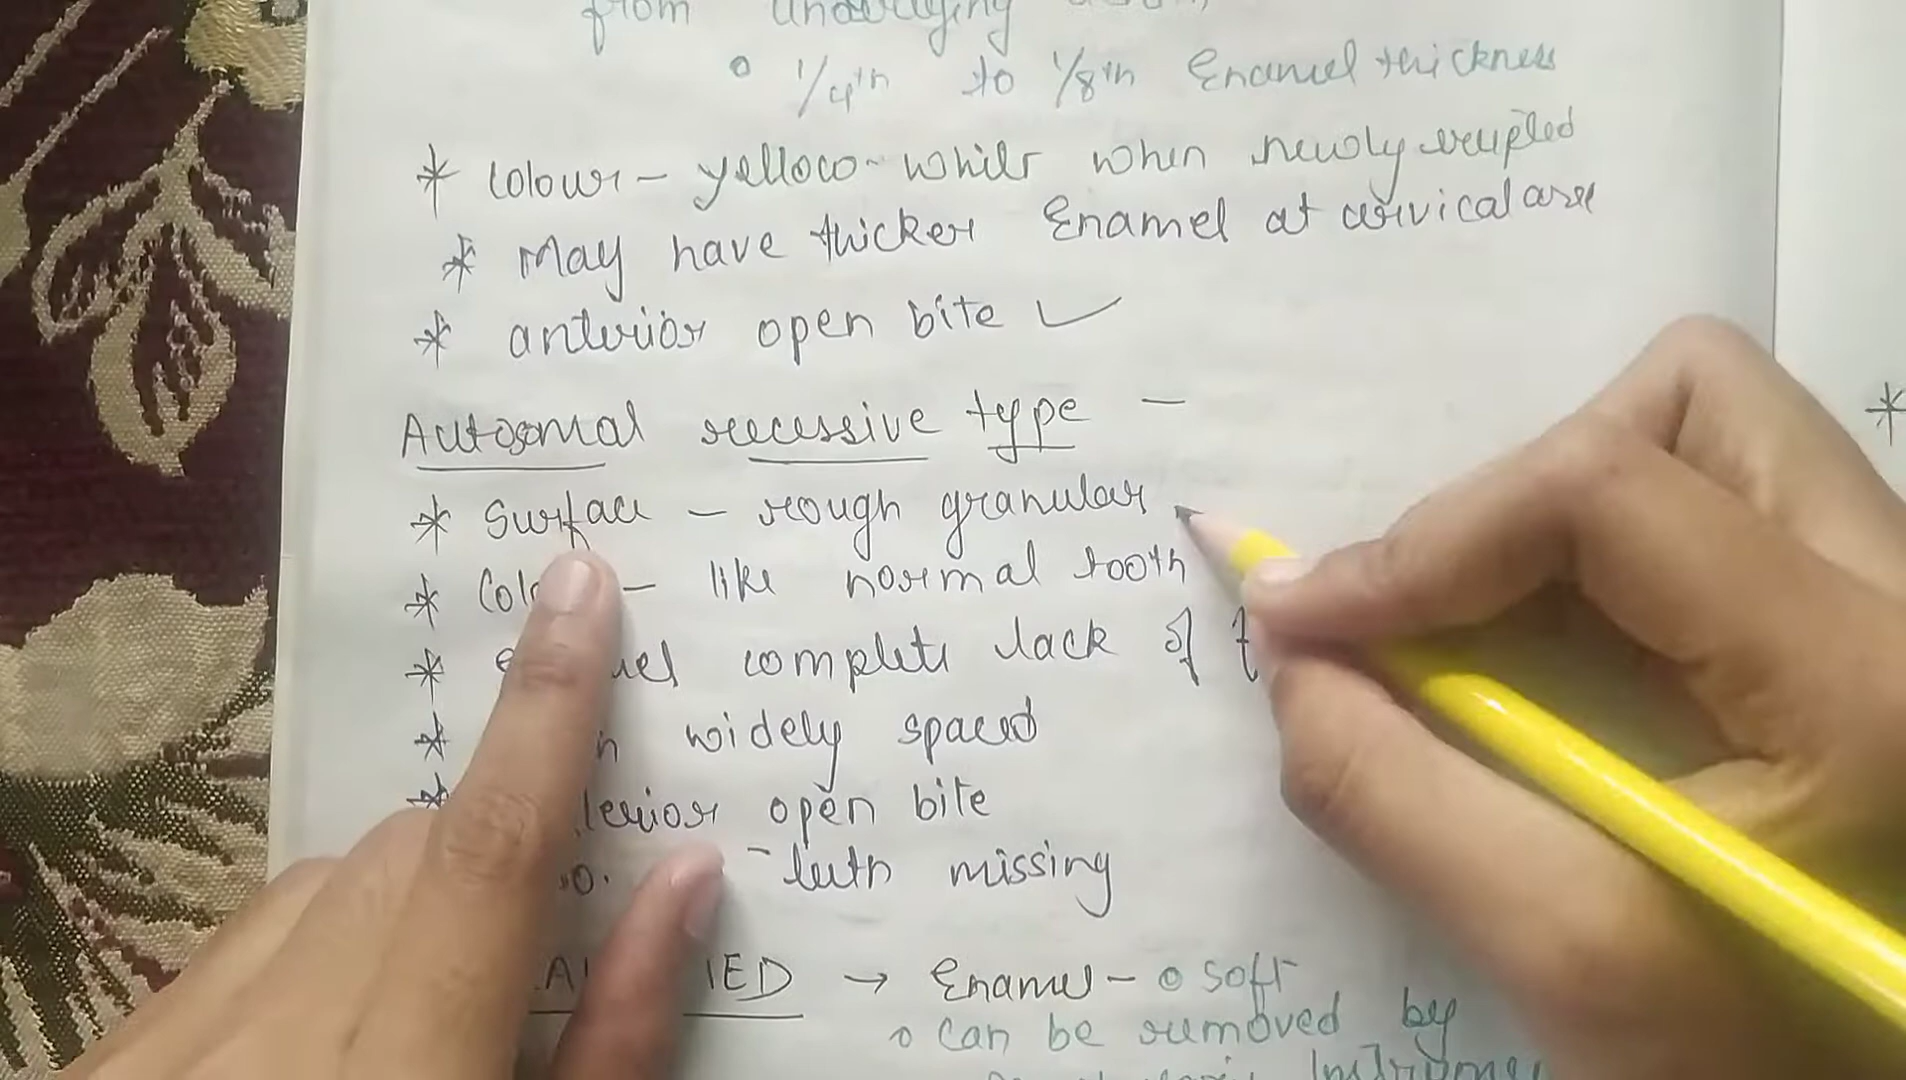 from underlying
o 1/4th to 1/8th Enamel thickness
* Colour - yellow-white when newly erupted
* May have thicker Enamel at cervical area
* anterior open bite ✓
Autosomal recessive type -
* Surface - rough granular
* - like normal tooth
* complete lack of
* widely spaced
* open bite
- teeth missing
→ Enamel - o soft
o can be removed by